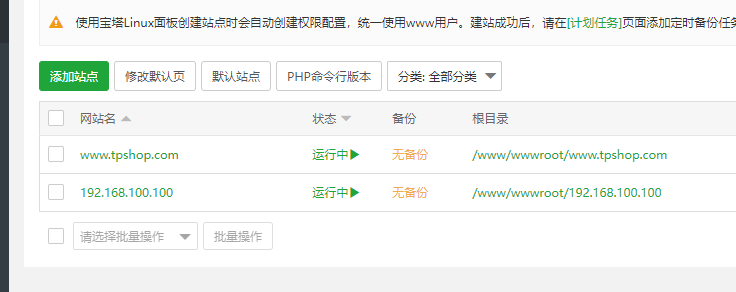 使用宝塔Linux面板创建站点时会自动创建权限配置，统一使用www用户。建站成功后，请在[计划任务]页面添加定时备份任务
添加站点 修改默认页 默认站点 PHP命令行版本 分类: 全部分类
网站名 状态 备份 根目录
www.tpshop.com 运行中 无备份 /www/wwwroot/www.tpshop.com
192.168.100.100 运行中 无备份 /www/wwwroot/192.168.100.100
请选择批量操作 批量操作